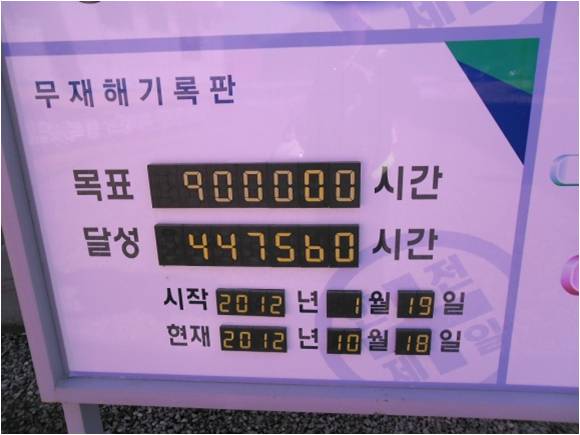 무재해기록판
목표 900000 시간
달성 447560 시간
시작 2012 년 1 월 19 일
현재 2012 년 10 월 18 일